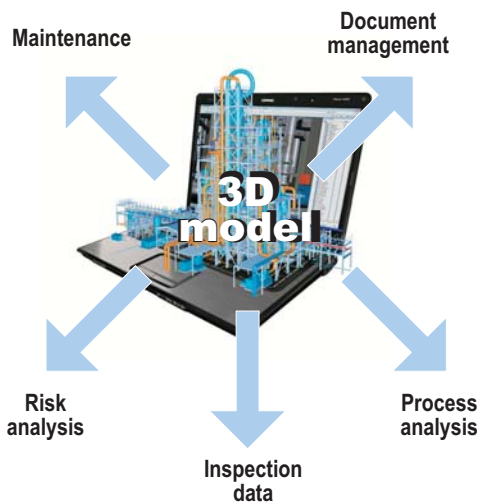 Maintenance
Document
management
3D
model
Risk
analysis
Process
analysis
Inspection
data